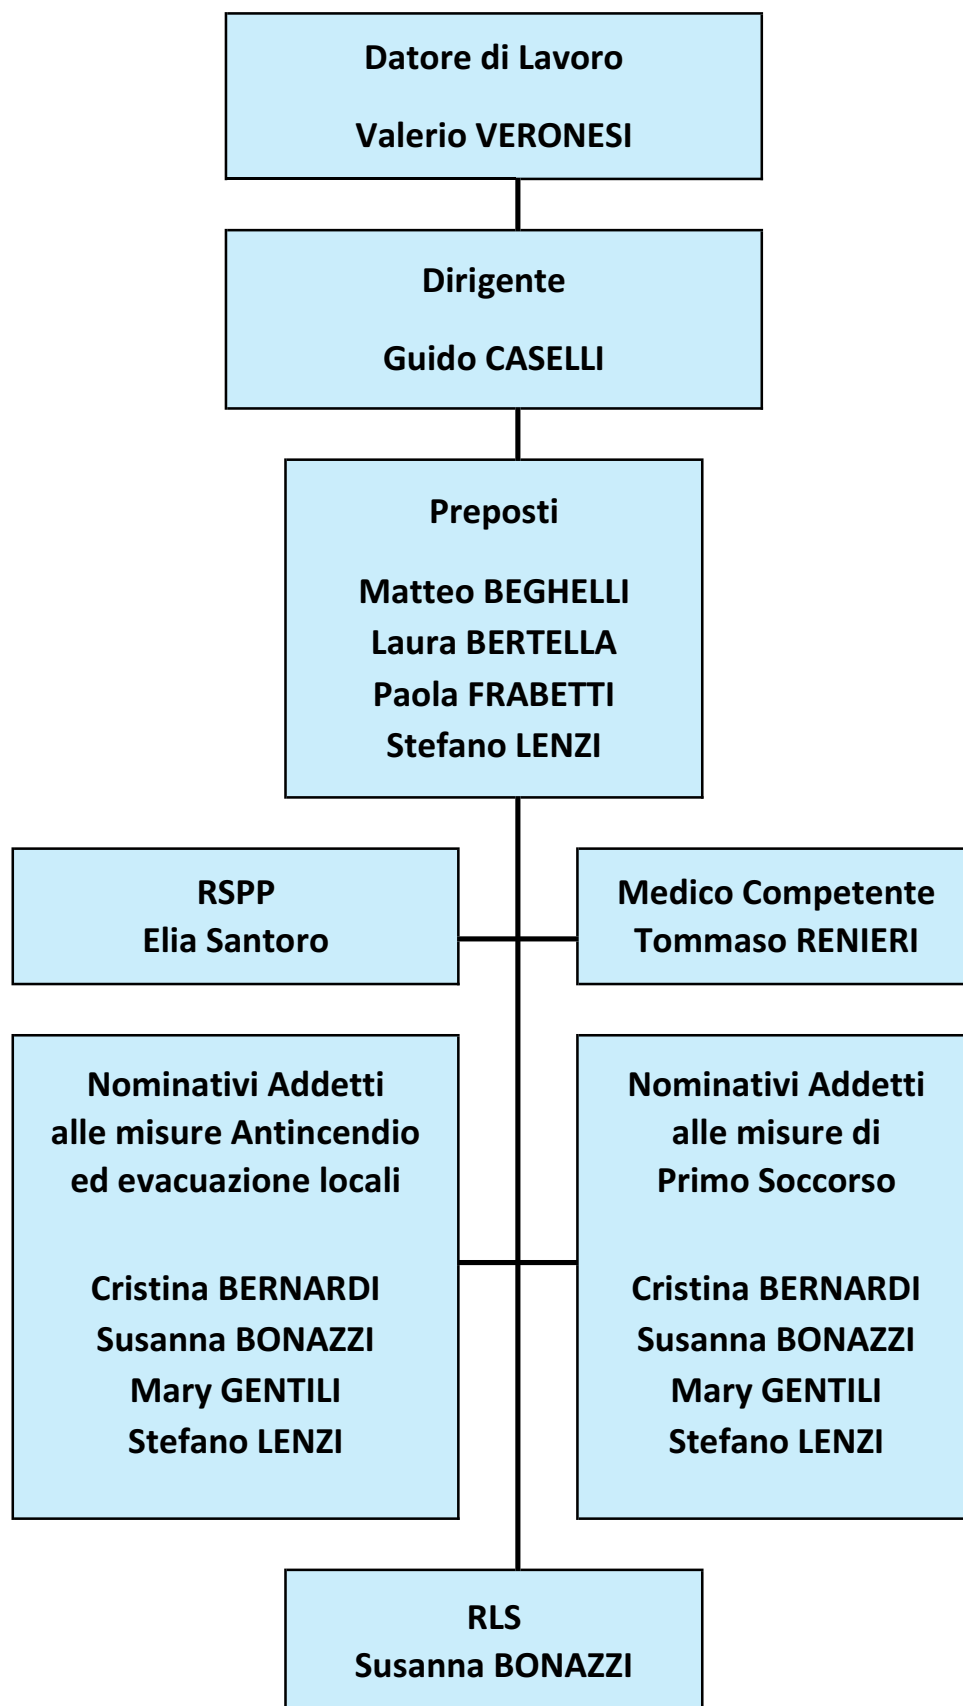 Datore di Lavoro
Valerio VERONESI
Dirigente
Guido CASELLI
Preposti
Matteo BEGHELLI
Laura BERTELLA
Paola FRABETTI
Stefano LENZI
RSPP
Elia Santoro
Medico Competente
Tommaso RENIERI
Nominativi Addetti
alle misure Antincendio
ed evacuazione locali
Cristina BERNARDI
Susanna BONAZZI
Mary GENTILI
Stefano LENZI
Nominativi Addetti
alle misure di
Primo Soccorso
Cristina BERNARDI
Susanna BONAZZI
Mary GENTILI
Stefano LENZI
RLS
Susanna BONAZZI